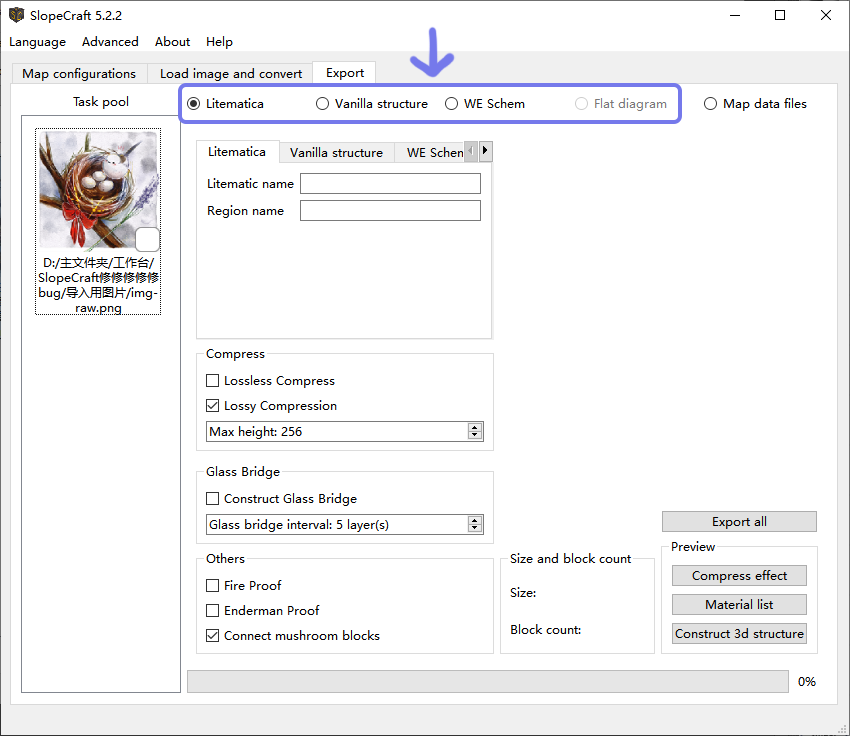 SlopeCraft 5.2.2
Language Advanced About Help
Map configurations Load image and convert Export
Task pool
Litematica Vanilla structure WE Schem Flat diagram Map data files
D:/主文件夹/工作台/
SlopeCraft修修修修修
bug/导入用图片/img-
raw.png
Litematica Vanilla structure WE Schen
Litematic name
Region name
Compress
Lossless Compress
Lossy Compression
Max height: 256
Glass Bridge
Construct Glass Bridge
Glass bridge interval: 5 layer(s)
Others
Fire Proof
Enderman Proof
Connect mushroom blocks
Size and block count
Size:
Block count:
Export all
Preview
Compress effect
Material list
Construct 3d structure
0%